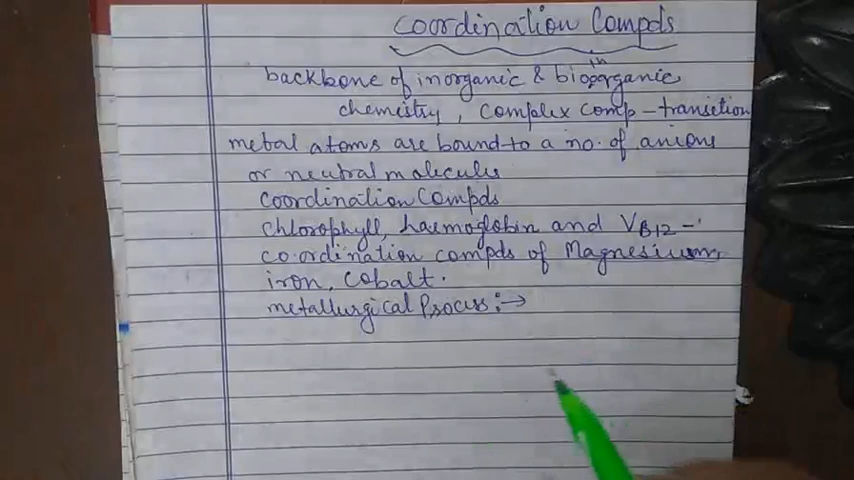 Coordination Compds
backbone of inorganic & bioinorganic
chemistry, complex comp - transition
metal atoms are bound to a no. of anions
or neutral molecules
coordination Compds
chlorophyll, haemoglobin and VB12 -
co.ordination compds of Magnesium,
iron, Cobalt.
metallurgical Process :→